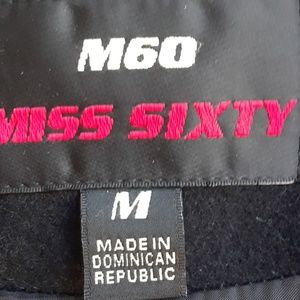 M60
MISS SIXTY
M
MADE IN
DOMINICAN
REPUBLIC